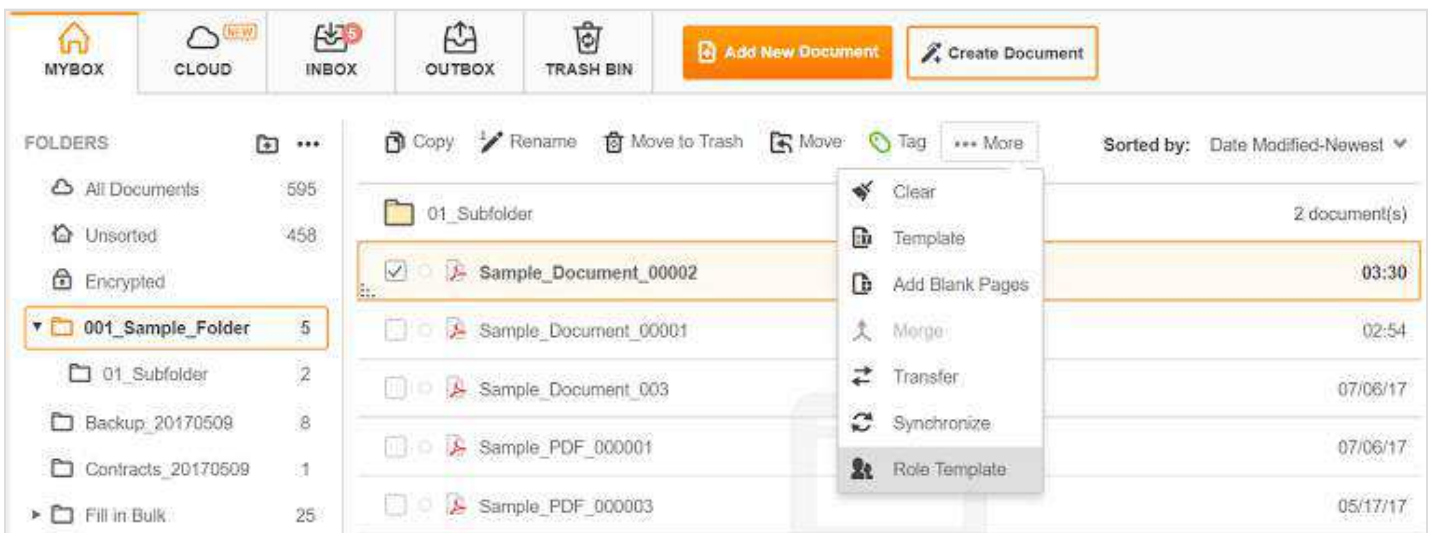 NEW
5
MYBOX CLOUD INBOX OUTBOX TRASH BIN Add New Document Create Document
FOLDERS ••• Copy Rename Move to Trash Move Tag ••• More Sorted by: Date Modified-Newest
All Documents 595
Unsorted 458
Encrypted
001_Sample_Folder 5
01_Subfolder 2
Backup_20170509 8
Contracts_20170509 1
Fill in Bulk 25
01_Subfolder 2 document(s)
Sample_Document_00002 03:30
Sample_Document_00001 02:54
Sample_Document_003 07/06/17
Sample_PDF_000001 07/06/17
Sample_PDF_000003 05/17/17
Clear
Template
Add Blank Pages
Merge
Transfer
Synchronize
Role Template